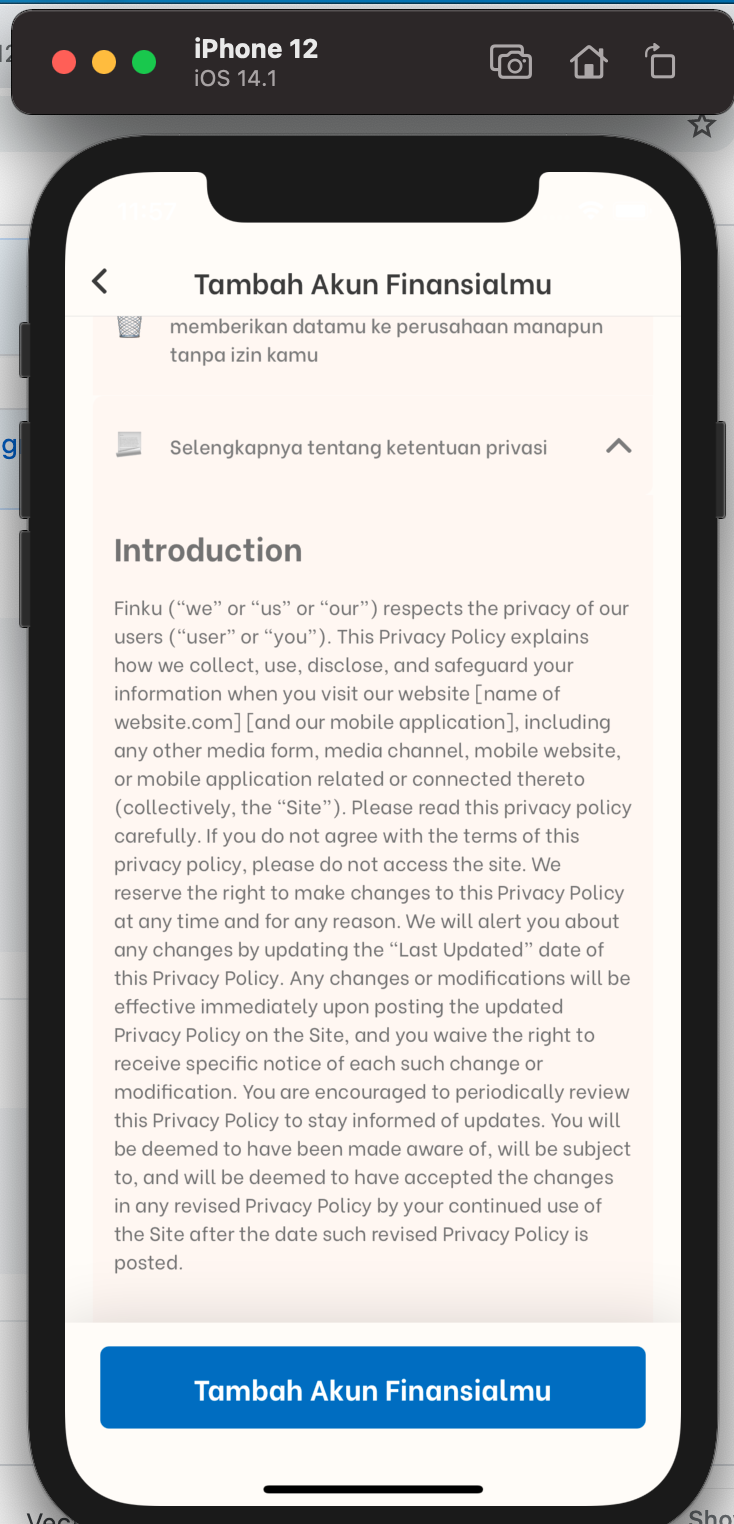 iPhone 12
iOS 14.1
Tambah Akun Finansialmu
memberikan datamu ke perusahaan manapun
tanpa izin kamu
Selengkapnya tentang ketentuan privasi
Introduction
Finku (“we” or “us” or “our”) respects the privacy of our
users (“user” or “you”). This Privacy Policy explains
how we collect, use, disclose, and safeguard your
information when you visit our website [name of
website.com] [and our mobile application], including
any other media form, media channel, mobile website,
or mobile application related or connected thereto
(collectively, the “Site”). Please read this privacy policy
carefully. If you do not agree with the terms of this
privacy policy, please do not access the site. We
reserve the right to make changes to this Privacy Policy
at any time and for any reason. We will alert you about
any changes by updating the “Last Updated” date of
this Privacy Policy. Any changes or modifications will be
effective immediately upon posting the updated
Privacy Policy on the Site, and you waive the right to
receive specific notice of each such change or
modification. You are encouraged to periodically review
this Privacy Policy to stay informed of updates. You will
be deemed to have been made aware of, will be subject
to, and will be deemed to have accepted the changes
in any revised Privacy Policy by your continued use of
the Site after the date such revised Privacy Policy is
posted.
Tambah Akun Finansialmu